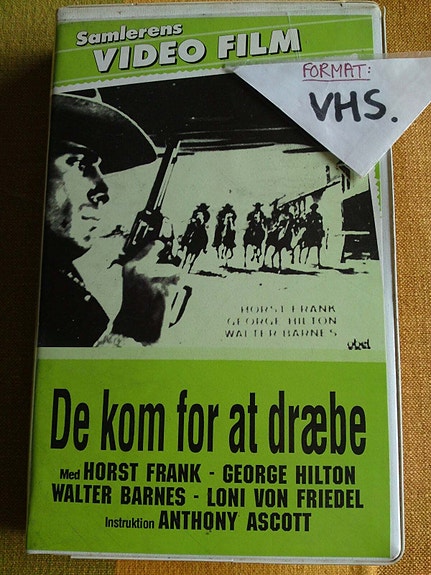 Samlerens
VIDEO FILM
FORMAT:
VHS.
HORST FRANK
GEORGE HILTON
WALTER BARNES
De kom for at dræbe
Med HORST FRANK - GEORGE HILTON
WALTER BARNES - LONI VON FRIEDEL
Instruktion ANTHONY ASCOTT